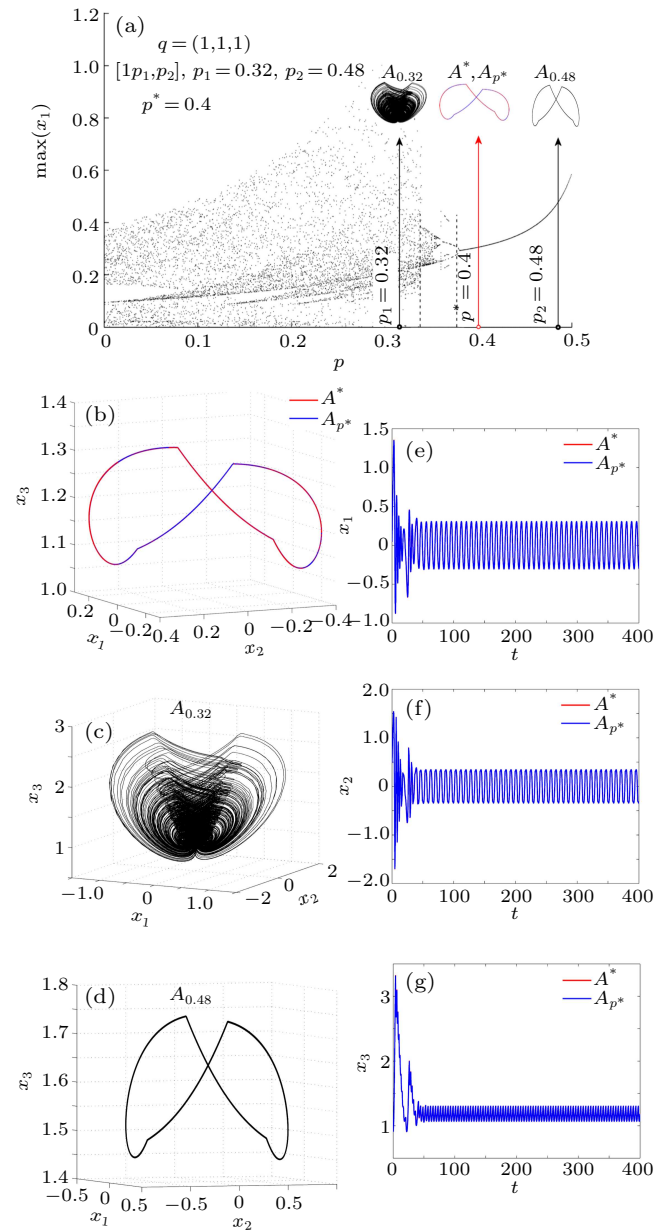 (a)
q = (1,1,1)
[1p₁,p₂], p₁ = 0.32, p₂ = 0.48
p* = 0.4
A₀.₃₂
A*, Aₚ*
A₀.₄₈
p₁ = 0.32
p* = 0.4
p₂ = 0.48
max(x₁)
1.2
1.0
0.8
0.6
0.4
0.2
0
0 0.1 0.2 0.3 0.4 0.5
p
(b)
A*
Aₚ*
x₃
1.4
1.3
1.2
1.1
1.0
0.2 0 −0.2
x₁
0.4 0.2 0 −0.2 −0.4
x₂
(e)
A*
Aₚ*
x₁
1.5
0.5
0
−0.5
−1.0
0 100 200 300 400
t
(c)
A₀.₃₂
x₃
3
2
1
−1.0 0 1.0
x₁
−2 0 2
x₂
(f)
A*
Aₚ*
x₂
2.0
1.0
0
−1.0
−2.0
0 100 200 300 400
t
(d)
A₀.₄₈
x₃
1.8
1.7
1.6
1.5
1.4
−0.5 0 0.5
x₁
−0.5 0 0.5
x₂
(g)
A*
Aₚ*
x₃
3
2
1
0 100 200 300 400
t